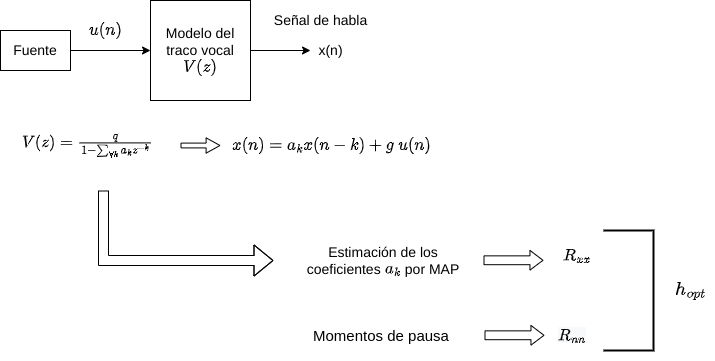 Fuente
u(n)
Modelo del
traco vocal
V(z)
Señal de habla
x(n)
V(z) = \frac{g}{1-\sum_{\forall k} a_k z^{-k}}
x(n) = a_k x(n − k) + g u(n)
Estimación de los
coeficientes a_k por MAP
R_{xx}
h_{opt}
Momentos de pausa
R_{nn}